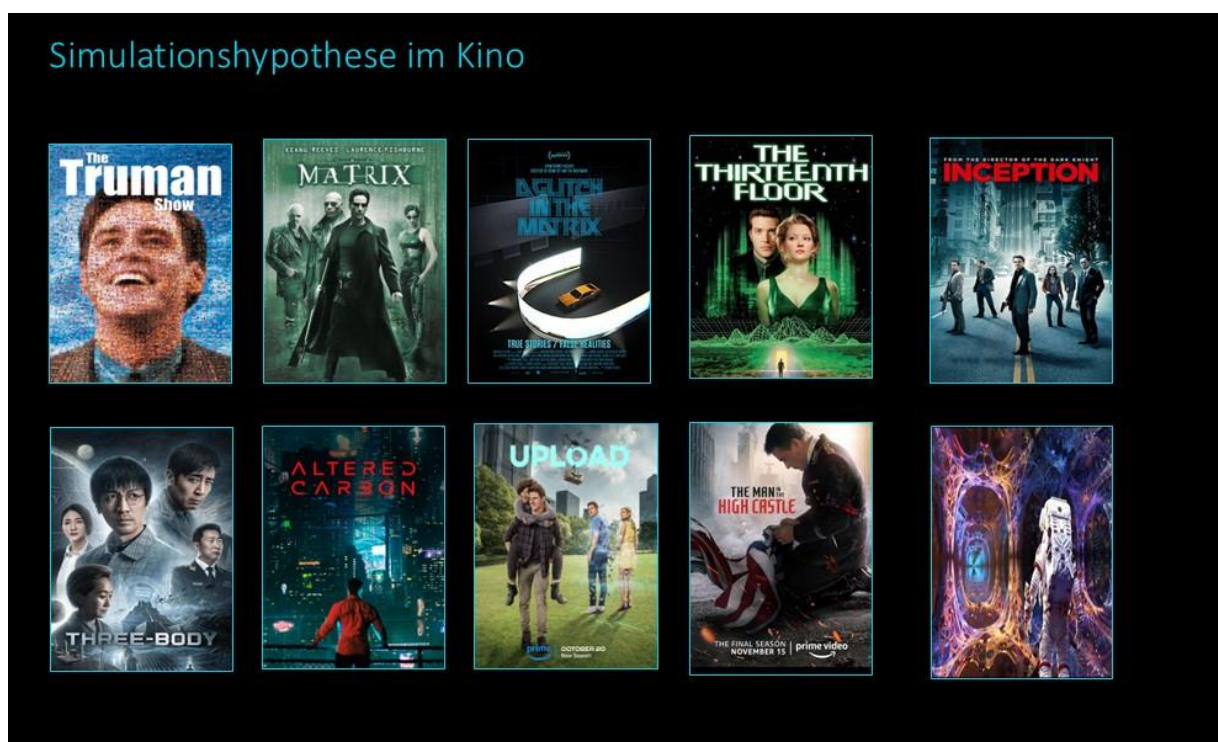 Simulationshypothese im Kino
The
Truman
Show
KEANU REEVES LAURENCE FISHBURNE
MATRIX
A GLITCH
IN THE
MATRIX
TRUE STORIES / FALSE REALITIES
THE
THIRTEENTH
FLOOR
FROM THE DIRECTOR OF THE DARK KNIGHT
INCEPTION
THREE-BODY
ALTERED
CARBON
UPLOAD
prime
OCTOBER 20
New Season
THE MAN IN THE
HIGH CASTLE
THE FINAL SEASON
NOVEMBER 15
prime video